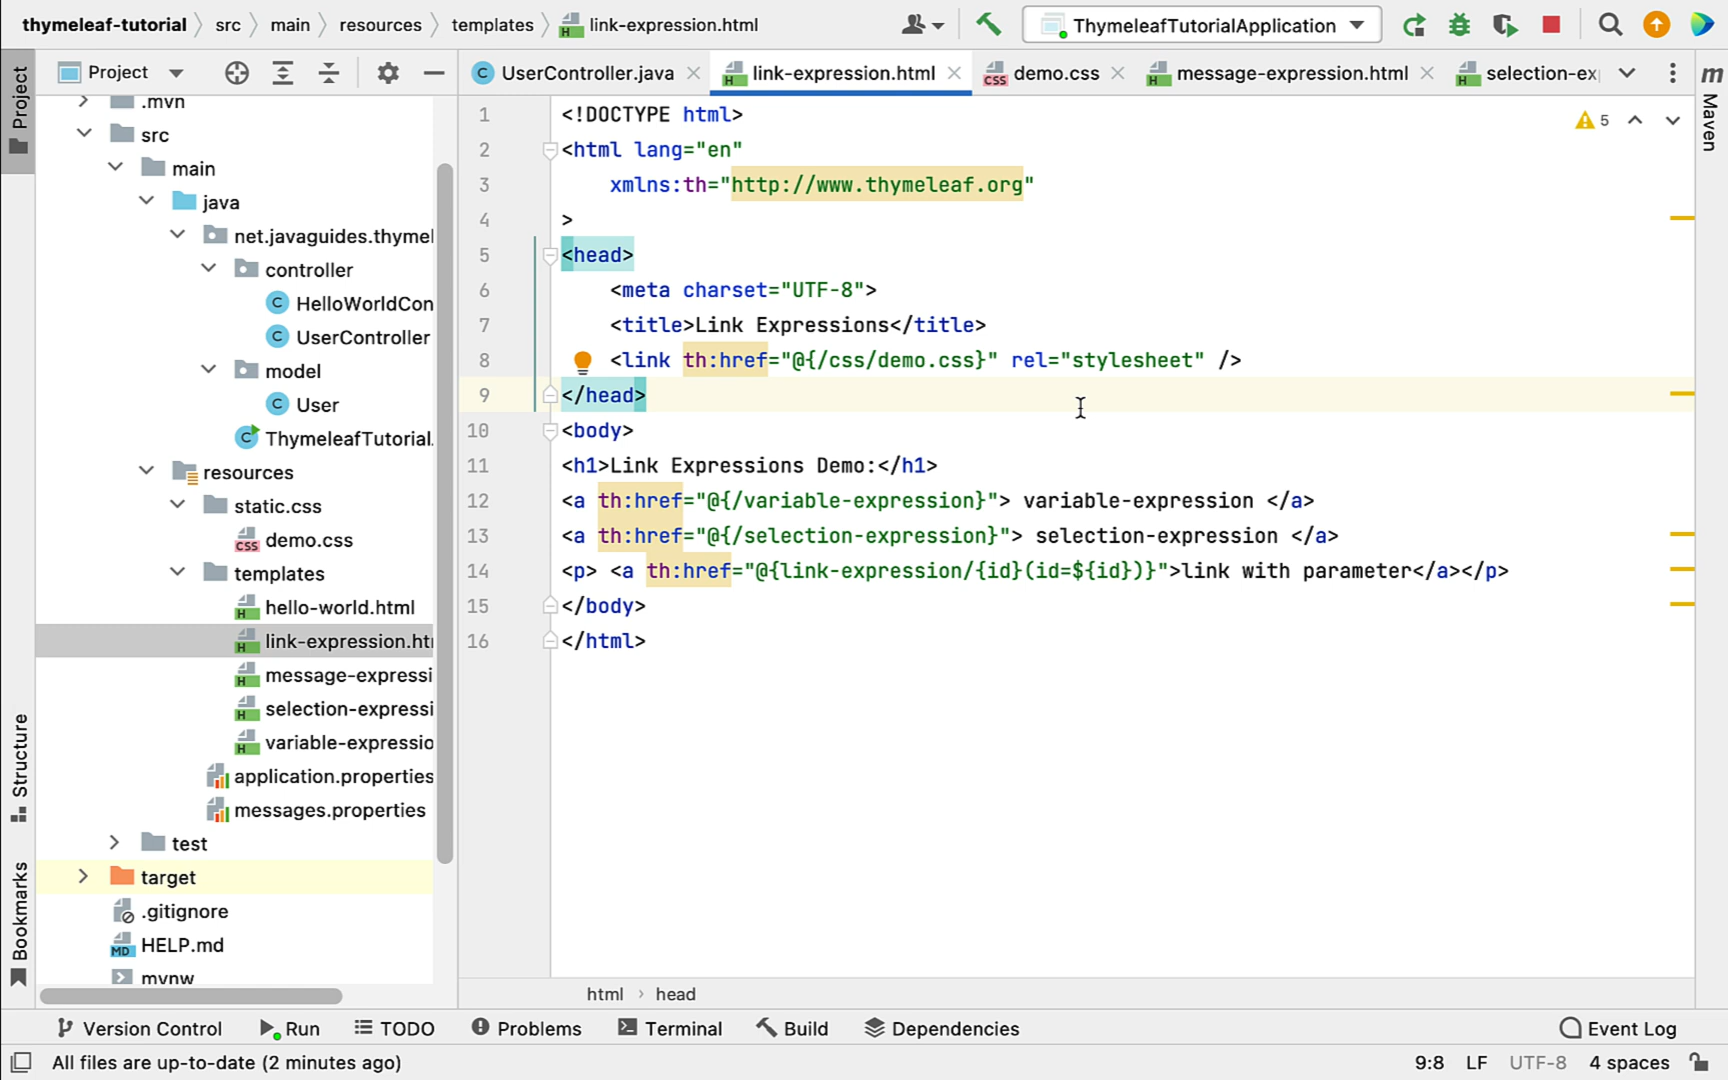 thymeleaf-tutorial src main resources templates link-expression.html ThymeleafTutorialApplication
Project
UserController.java link-expression.html demo.css message-expression.html selection-ex
Project
Structure
Bookmarks
.mvn
src
main
java
net.javaguides.thymel
controller
HelloWorldCon
UserController
model
User
ThymeleafTutorial
resources
static.css
demo.css
templates
hello-world.html
link-expression.ht
message-expressi
selection-expressi
variable-expressio
application.properties
messages.properties
test
target
.gitignore
HELP.md
mvnw
1 <!DOCTYPE html>
2 <html lang="en"
3 xmlns:th="http://www.thymeleaf.org"
4 >
5 <head>
6 <meta charset="UTF-8">
7 <title>Link Expressions</title>
8 <link th:href="@{/css/demo.css}" rel="stylesheet" />
9 </head>
10 <body>
11 <h1>Link Expressions Demo:</h1>
12 <a th:href="@{/variable-expression}"> variable-expression </a>
13 <a th:href="@{/selection-expression}"> selection-expression </a>
14 <p> <a th:href="@{link-expression/{id}(id=${id})}">link with parameter</a></p>
15 </body>
16 </html>
5
m Maven
html head
Version Control Run TODO Problems Terminal Build Dependencies Event Log
All files are up-to-date (2 minutes ago) 9:8 LF UTF-8 4 spaces